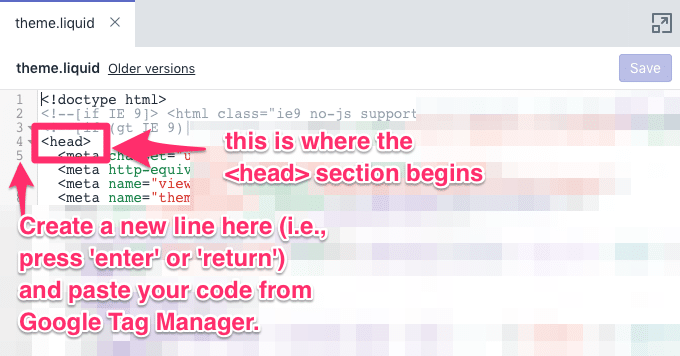 theme.liquid ×
theme.liquid Older versions Save
1 <!doctype html>
2 <!--[if IE 9]> <html class="ie9 no-js support
3 (gt IE 9)|
4 <head>
this is where the
5 <meta charset="u
<meta http-equiv
<head> section begins
<meta name="view
<meta name="them
Create a new line here (i.e.,
press 'enter' or 'return')
and paste your code from
Google Tag Manager.